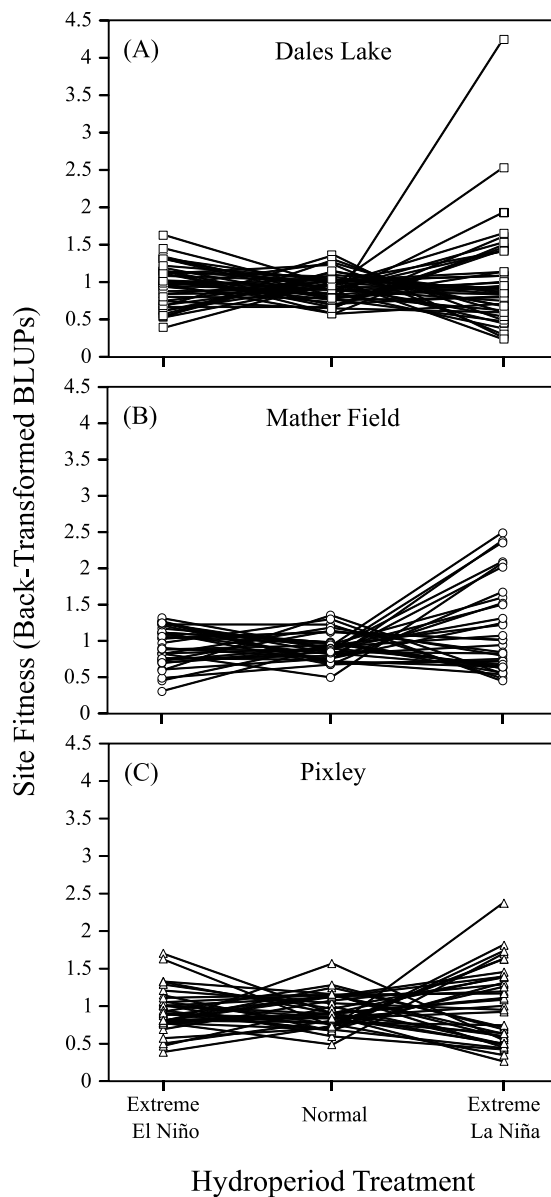 Site Fitness (Back-Transformed BLUPs)
(A)
Dales Lake
4.5
4
3.5
3
2.5
2
1.5
1
0.5
0
(B)
Mather Field
4.5
4
3.5
3
2.5
2
1.5
1
0.5
0
(C)
Pixley
4.5
4
3.5
3
2.5
2
1.5
1
0.5
0
Extreme
El Niño
Normal
Extreme
La Niña
Hydroperiod Treatment